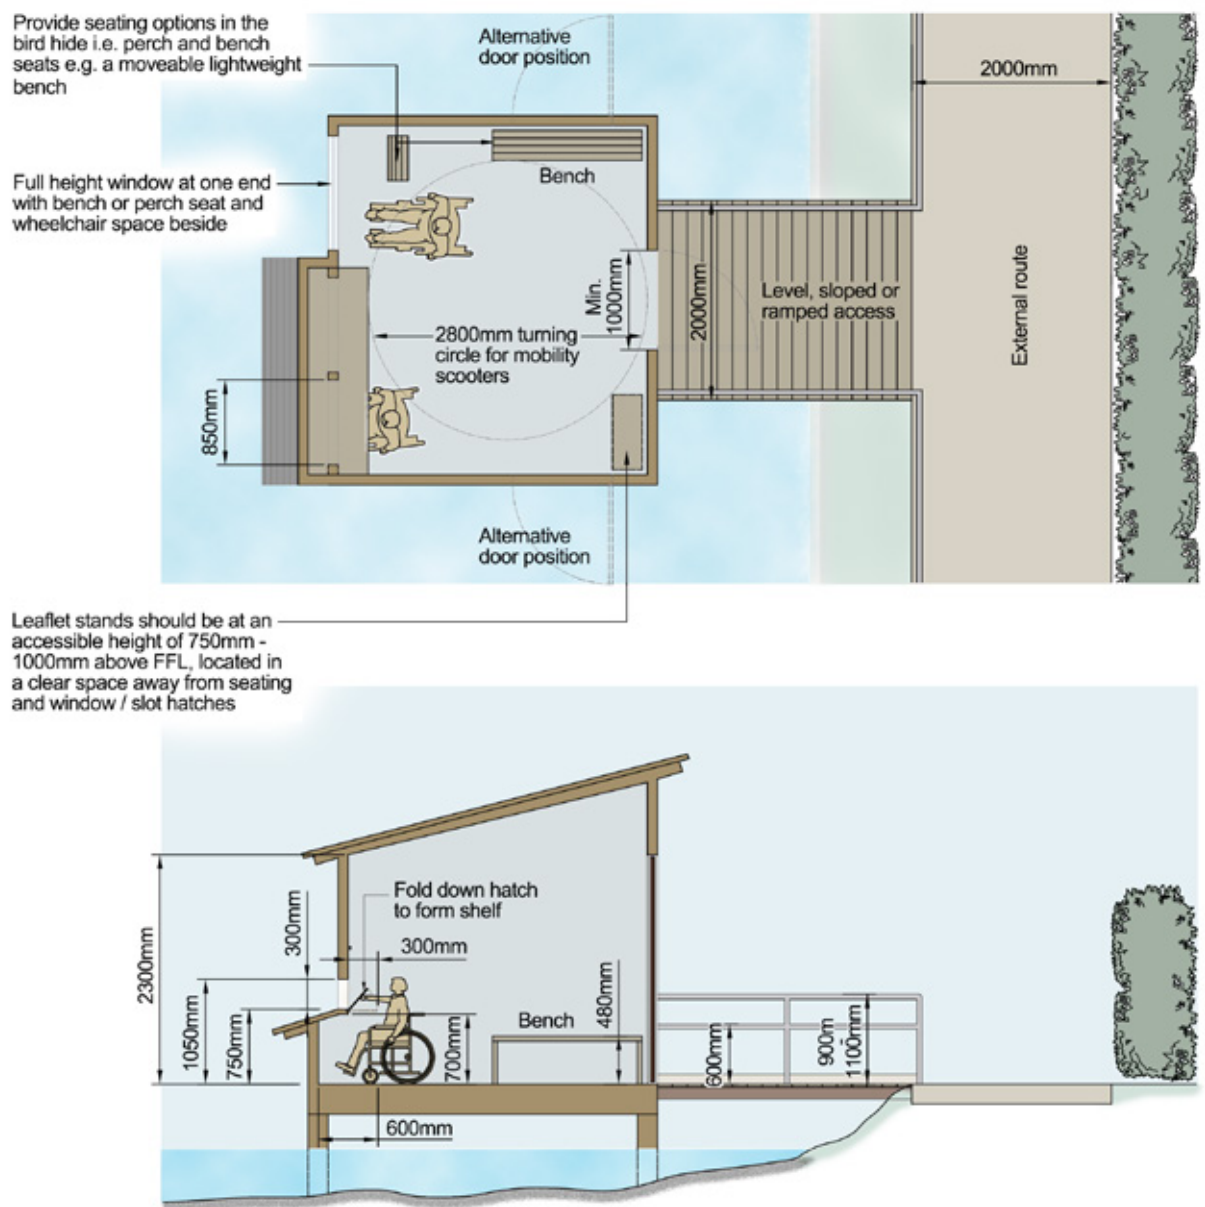 Provide seating options in the
bird hide i.e. perch and bench
seats e.g. a moveable lightweight
bench
Alternative
door position
2000mm
Bench
Full height window at one end
with bench or perch seat and
wheelchair space beside
Min.
1000mm
2000mm
Level, sloped or
ramped access
External route
2800mm turning
circle for mobility
scooters
850mm
Alternative
door position
Leaflet stands should be at an
accessible height of 750mm -
1000mm above FFL, located in
a clear space away from seating
and window / slot hatches
Fold down hatch
to form shelf
300mm
300mm
2300mm
1050mm
750mm
700mm
Bench
480mm
600mm
900m
1100mm
600mm